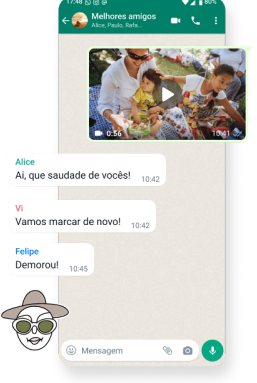 17:48
80%
Melhores amigos
Alice, Paulo, Rafa...
0:56
10:41
Alice
Ai, que saudade de vocês!
10:42
Vi
Vamos marcar de novo!
10:42
Felipe
Demorou!
10:45
Mensagem